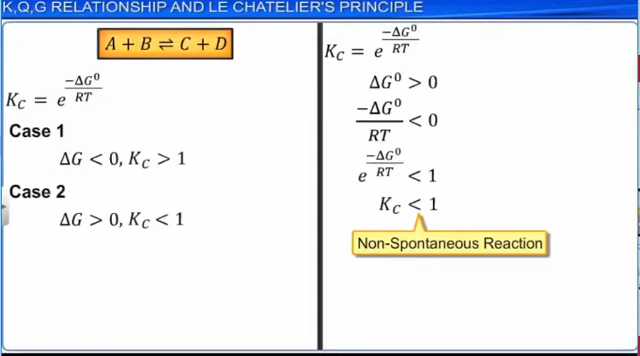 K,Q,G RELATIONSHIP AND LE CHATELIER'S PRINCIPLE
A + B ⇌ C + D
K_C = e^(-ΔG⁰/RT)
Case 1
ΔG < 0, K_C > 1
Case 2
ΔG > 0, K_C < 1
K_C = e^(-ΔG⁰/RT)
ΔG⁰ > 0
-ΔG⁰/RT < 0
e^(-ΔG⁰/RT) < 1
K_C < 1
Non-Spontaneous Reaction